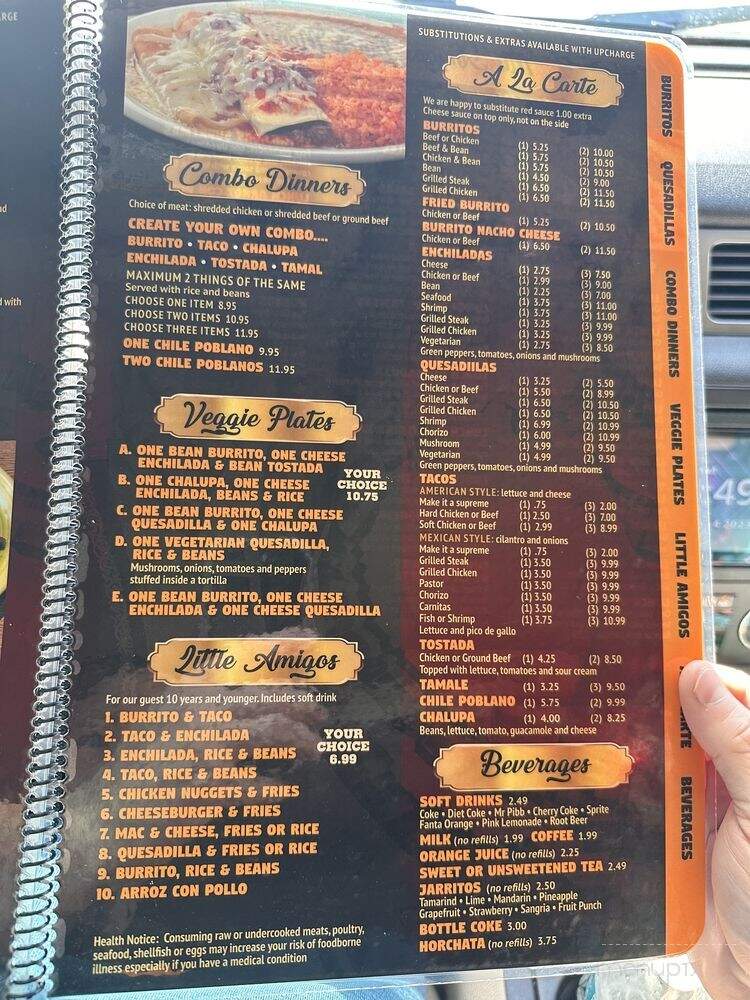 ARGE
nd
d with
Combo Dinners
Choice of meat: shredded chicken or shredded beef or ground beef
CREATE YOUR OWN COMBO....
BURRITO • TACO • CHALUPA
ENCHILADA • TOSTADA • TAMAL
MAXIMUM 2 THINGS OF THE SAME
Served with rice and beans
CHOOSE ONE ITEM 8.95
CHOOSE TWO ITEMS 10.95
CHOOSE THREE ITEMS 11.95
ONE CHILE POBLANO 9.95
TWO CHILE POBLANOS 11.95
Veggie Plates
A. ONE BEAN BURRITO, ONE CHEESE
ENCHILADA & BEAN TOSTADA
B. ONE CHALUPA, ONE CHEESE
ENCHILADA, BEANS & RICE
C. ONE BEAN BURRITO, ONE CHEESE
QUESADILLA & ONE CHALUPA
D. ONE VEGETARIAN QUESADILLA,
RICE & BEANS
Mushrooms, onions, tomatoes and peppers
stuffed inside a tortilla
E. ONE BEAN BURRITO, ONE CHEESE
ENCHILADA & ONE CHEESE QUESADILLA
YOUR
CHOICE
10.75
Little Amigos
For our guest 10 years and younger. Includes soft drink
1. BURRITO & TACO
2. TACO & ENCHILADA
3. ENCHILADA, RICE & BEANS
4. TACO, RICE & BEANS
5. CHICKEN NUGGETS & FRIES
6. CHEESEBURGER & FRIES
7. MAC & CHEESE, FRIES OR RICE
8. QUESADILLA & FRIES OR RICE
9. BURRITO, RICE & BEANS
10. ARROZ CON POLLO
YOUR
CHOICE
6.99
Health Notice: Consuming raw or undercooked meats, poultry,
seafood, shellfish or eggs may increase your risk of foodborne
illness especially if you have a medical condition
SUBSTITUTIONS & EXTRAS AVAILABLE WITH UPCHARGE
A La Carte
We are happy to substitute red sauce 1.00 extra
Cheese sauce on top only, not on the side
BURRITOS
Beef or Chicken (1) 5.25 (2) 10.00
Beef & Bean (1) 5.75 (2) 10.50
Chicken & Bean (1) 5.75 (2) 10.50
Bean (1) 4.50 (2) 9.00
Grilled Steak (1) 6.50 (2) 11.50
Grilled Chicken (1) 6.50 (2) 11.50
FRIED BURRITO
Chicken or Beef (1) 5.25 (2) 10.50
BURRITO NACHO CHEESE
Chicken or Beef (1) 6.50 (2) 11.50
ENCHILADAS
Cheese (1) 2.75 (3) 7.50
Chicken or Beef (1) 2.99 (3) 9.00
Bean (1) 2.25 (3) 7.00
Seafood (1) 3.75 (3) 11.00
Shrimp (1) 3.75 (3) 11.00
Grilled Steak (1) 3.25 (3) 9.99
Grilled Chicken (1) 3.25 (3) 9.99
Vegetarian (1) 2.75 (3) 8.50
Green peppers, tomatoes, onions and mushrooms
QUESADIILAS
Cheese (1) 3.25 (2) 5.50
Chicken or Beef (1) 5.50 (2) 8.99
Grilled Steak (1) 6.50 (2) 10.50
Grilled Chicken (1) 6.50 (2) 10.50
Shrimp (1) 6.99 (2) 10.99
Chorizo (1) 6.00 (2) 10.99
Mushroom (1) 4.99 (2) 9.50
Vegetarian (1) 4.99 (2) 9.50
Green peppers, tomatoes, onions and mushrooms
TACOS
AMERICAN STYLE: lettuce and cheese
Make it a supreme (1) .75 (3) 2.00
Hard Chicken or Beef (1) 2.50 (3) 7.00
Soft Chicken or Beef (1) 2.99 (3) 8.99
MEXICAN STYLE: cilantro and onions
Make it a supreme (1) .75 (3) 2.00
Grilled Steak (1) 3.50 (3) 9.99
Grilled Chicken (1) 3.50 (3) 9.99
Pastor (1) 3.50 (3) 9.99
Chorizo (1) 3.50 (3) 9.99
Carnitas (1) 3.50 (3) 9.99
Fish or Shrimp (1) 3.75 (3) 10.99
Lettuce and pico de gallo
TOSTADA
Chicken or Ground Beef (1) 4.25 (2) 8.50
Topped with lettuce, tomatoes and sour cream
TAMALE (1) 3.25 (3) 9.50
CHILE POBLANO (1) 5.75 (2) 9.99
CHALUPA (1) 4.00 (2) 8.25
Beans, lettuce, tomato, guacamole and cheese
Beverages
SOFT DRINKS 2.49
Coke • Diet Coke • Mr Pibb • Cherry Coke • Sprite
Fanta Orange • Pink Lemonade • Root Beer
MILK (no refills) 1.99 COFFEE 1.99
ORANGE JUICE (no refills) 2.25
SWEET OR UNSWEETENED TEA 2.49
JARRITOS (no refills) 2.50
Tamarind • Lime • Mandarin • Pineapple
Grapefruit • Strawberry • Sangria • Fruit Punch
BOTTLE COKE 3.00
HORCHATA (no refills) 3.75
BURRITOS
QUESADILLAS
COMBO DINNERS
VEGGIE PLATES
LITTLE AMIGOS
BEVERAGES